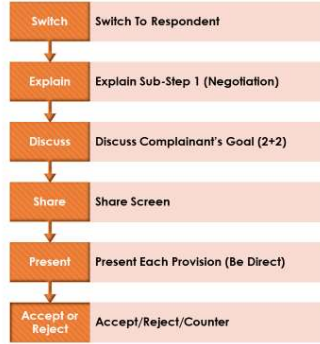 Switch
Switch To Respondent
Explain
Explain Sub-Step 1 (Negotiation)
Discuss
Discuss Complainant's Goal (2+2)
Share
Share Screen
Present
Present Each Provision (Be Direct)
Accept or
Reject
Accept/Reject/Counter